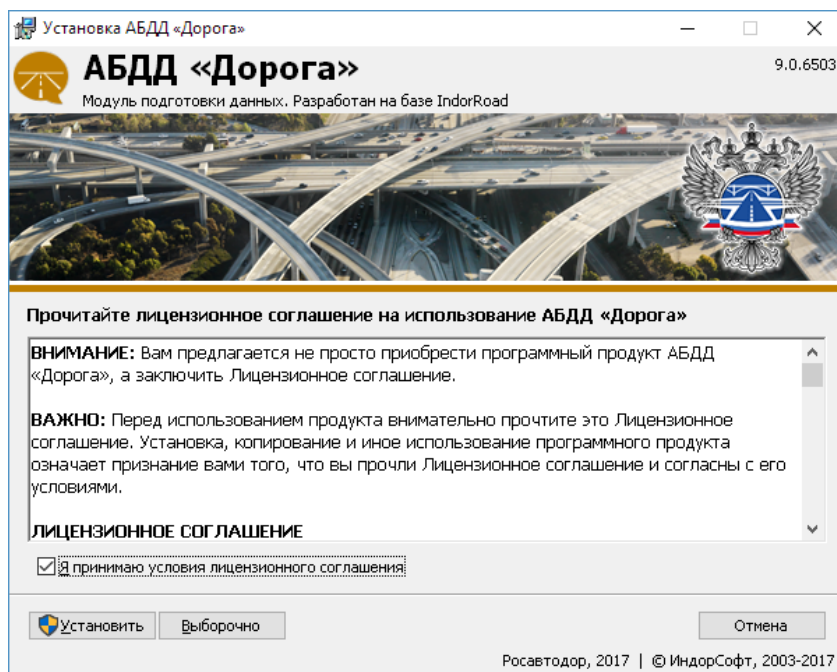 Установка АБДД «Дорога»
АБДД «Дорога»
9.0.6503
Модуль подготовки данных. Разработан на базе IndorRoad
Прочитайте лицензионное соглашение на использование АБДД «Дорога»
ВНИМАНИЕ: Вам предлагается не просто приобрести программный продукт АБДД
«Дорога», а заключить Лицензионное соглашение.
ВАЖНО: Перед использованием продукта внимательно прочтите это Лицензионное
соглашение. Установка, копирование и иное использование программного продукта
означает признание вами того, что вы прочли Лицензионное соглашение и согласны с его
условиями.
ЛИЦЕНЗИОННОЕ СОГЛАШЕНИЕ
Я принимаю условия лицензионного соглашения
Установить
Выборочно
Отмена
Росавтодор, 2017 | © ИндорСофт, 2003-2017